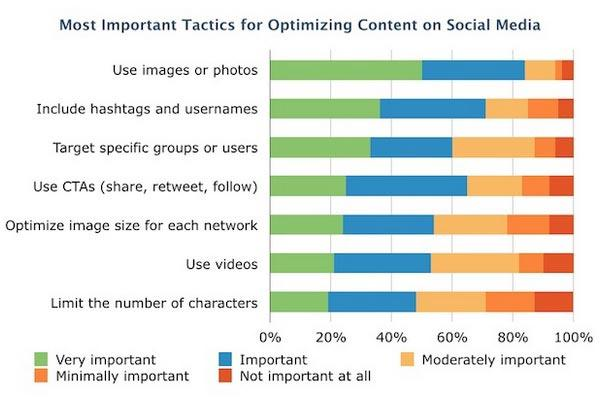 Most Important Tactics for Optimizing Content on Social Media
Use images or photos
Include hashtags and usernames
Target specific groups or users
Use CTAs (share, retweet, follow)
Optimize image size for each network
Use videos
Limit the number of characters
0% 20% 40% 60% 80% 100%
Very important Important Moderately important
Minimally important Not important at all